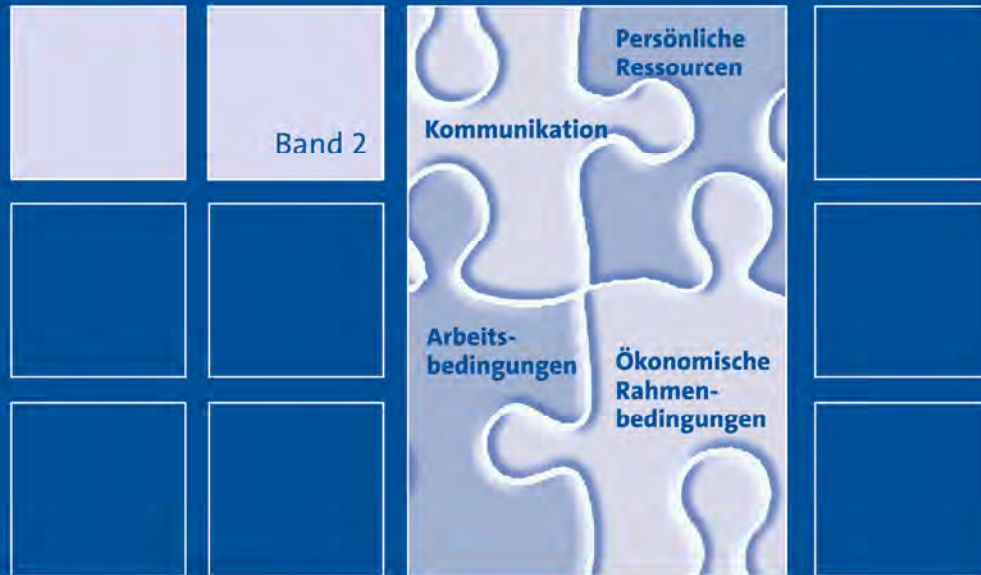 Band 2
Persönliche
Ressourcen
Kommunikation
Arbeits-
bedingungen
Ökonomische
Rahmen-
bedingungen